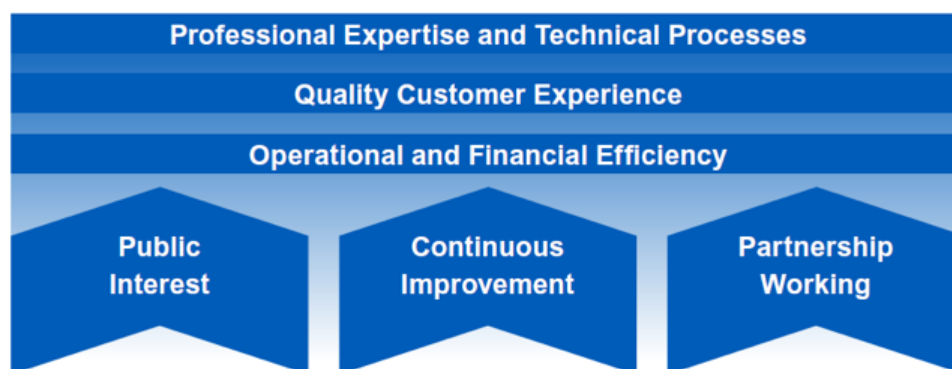 Professional Expertise and Technical Processes
Quality Customer Experience
Operational and Financial Efficiency
Public
Interest
Continuous
Improvement
Partnership
Working